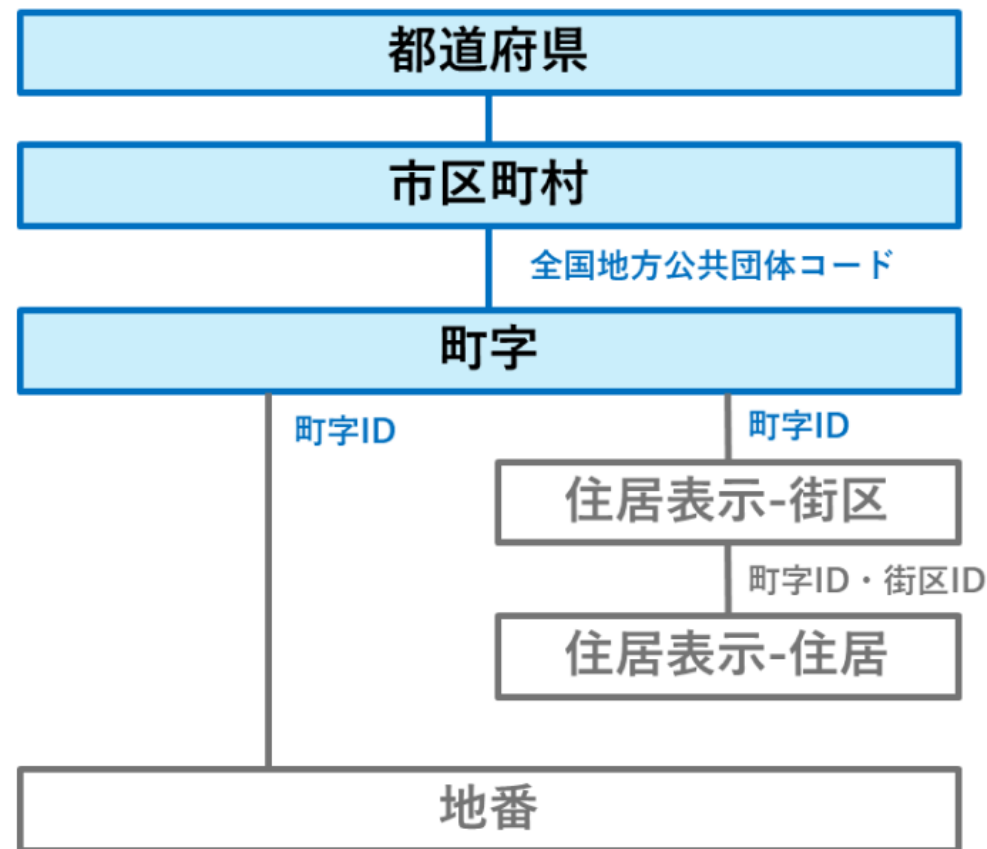 都道府県
市区町村
全国地方公共団体コード
町字
町字ID
町字ID
住居表示-街区
町字ID・街区ID
住居表示-住居
地番